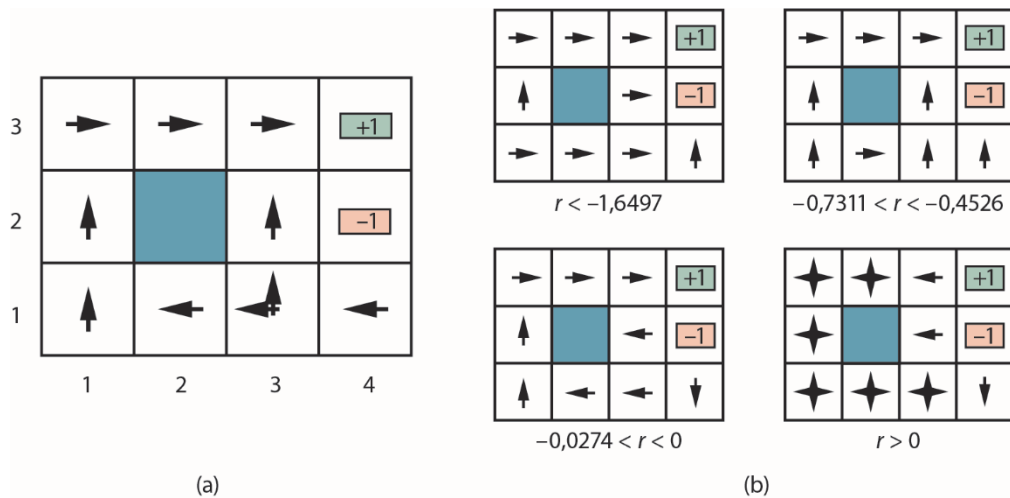 3
2
1
+1
–1
1 2 3 4
(a)
+1
–1
r < –1,6497
+1
–1
–0,7311 < r < –0,4526
+1
–1
–0,0274 < r < 0
+1
–1
r > 0
(b)